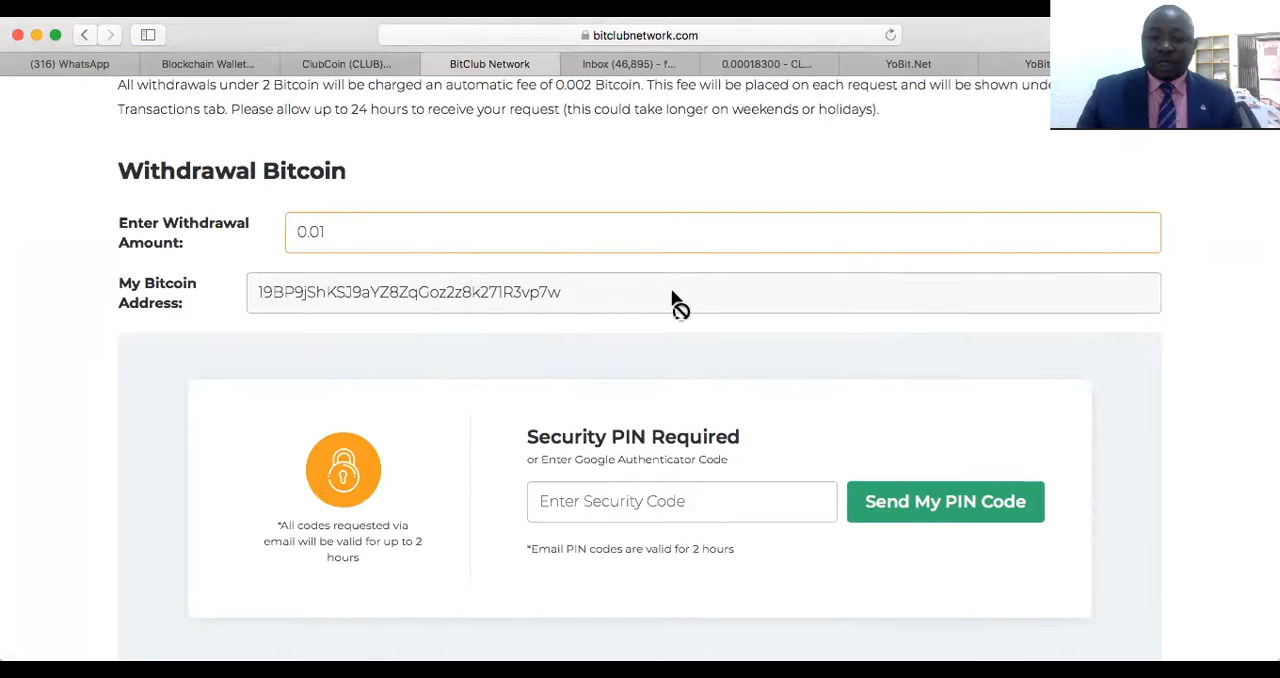 bitclubnetwork.com
(316) WhatsApp
Blockchain Wallet...
ClubCoin (CLUB)...
BitClub Network
Inbox (46,895) - f...
0.00018300 - CL...
YoBit.Net
YoBi
All withdrawals under 2 Bitcoin will be charged an automatic fee of 0.002 Bitcoin. This fee will be placed on each request and will be shown unde
Transactions tab. Please allow up to 24 hours to receive your request (this could take longer on weekends or holidays).
Withdrawal Bitcoin
Enter Withdrawal
Amount:
0.01
My Bitcoin
Address:
19BP9jShKSJ9aYZ8ZqGoz2z8k271R3vp7w
*All codes requested via
email will be valid for up to 2
hours
Security PIN Required
or Enter Google Authenticator Code
Enter Security Code
Send My PIN Code
*Email PIN codes are valid for 2 hours